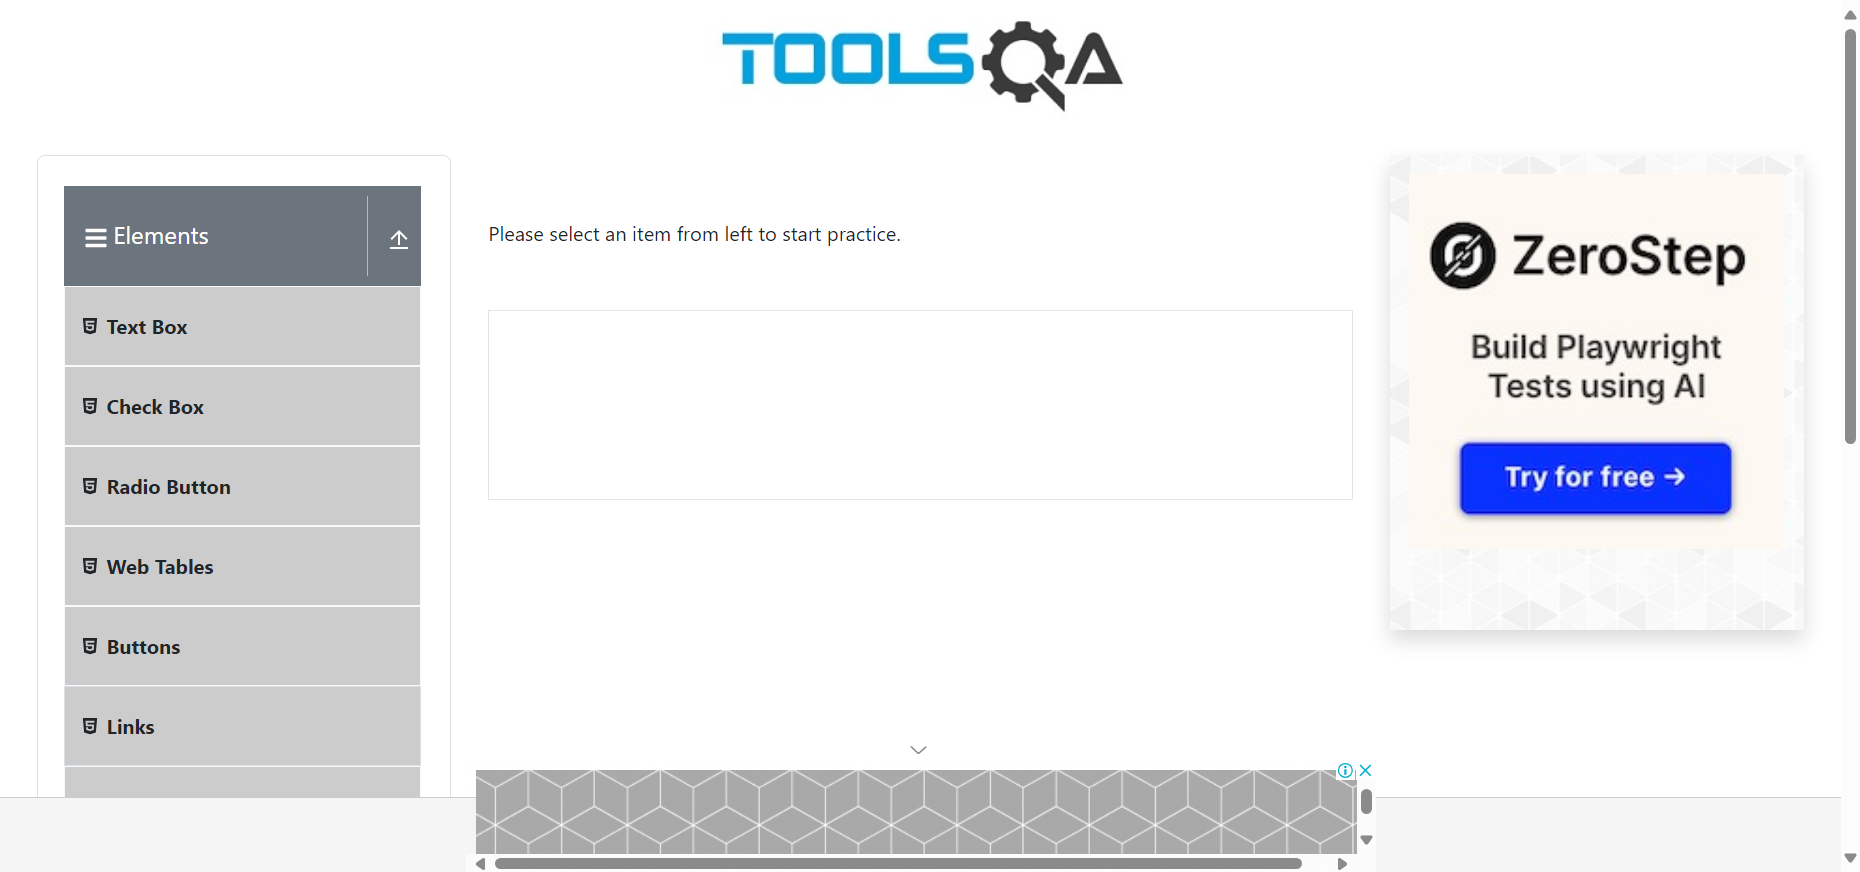 TOOLSQA
Elements
Text Box
Check Box
Radio Button
Web Tables
Buttons
Links
Please select an item from left to start practice.
ZeroStep
Build Playwright
Tests using AI
Try for free →